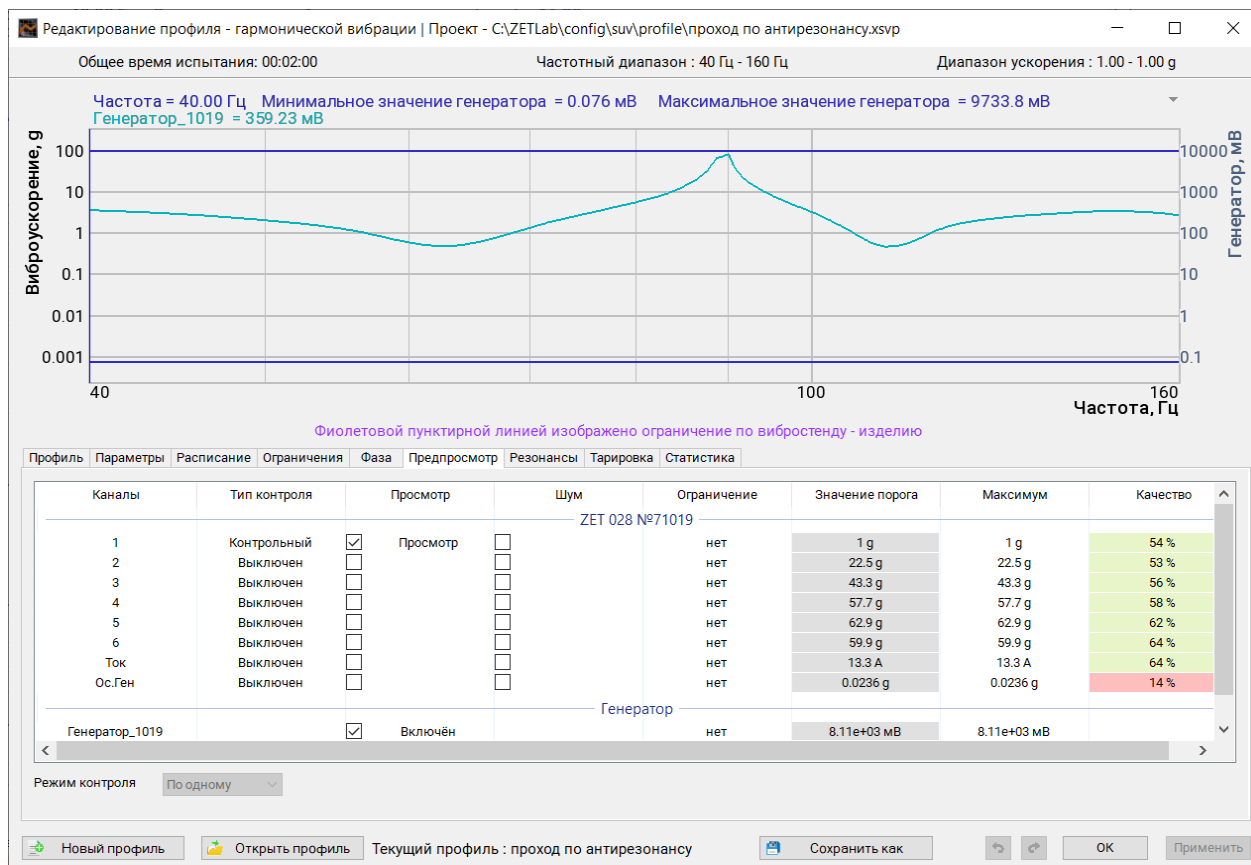 Редактирование профиля - гармонической вибрации | Проект - C:\ZETLab\config\suv\profile\проход по антирезонансу.xsvp
Общее время испытания: 00:02:00 Частотный диапазон : 40 Гц - 160 Гц Диапазон ускорения : 1.00 - 1.00 g
Частота = 40.00 Гц Минимальное значение генератора = 0.076 мВ Максимальное значение генератора = 9733.8 мВ
Генератор_1019 = 359.23 мВ
Виброускорение, g
100
10
1
0.1
0.01
0.001
10000
1000
100
10
1
0.1
Генератор, мВ
40 100 160
Частота, Гц
Фиолетовой пунктирной линией изображено ограничение по вибростенду - изделию
Профиль Параметры Расписание Ограничения Фаза Предпросмотр Резонансы Тарировка Статистика
Каналы Тип контроля Просмотр Шум Ограничение Значение порога Максимум Качество
ZET 028 №71019
1 Контрольный Просмотр нет 1 g 1 g 54 %
2 Выключен нет 22.5 g 22.5 g 53 %
3 Выключен нет 43.3 g 43.3 g 56 %
4 Выключен нет 57.7 g 57.7 g 58 %
5 Выключен нет 62.9 g 62.9 g 62 %
6 Выключен нет 59.9 g 59.9 g 64 %
Ток Выключен нет 13.3 А 13.3 А 64 %
Ос.Ген Выключен нет 0.0236 g 0.0236 g 14 %
Генератор
Генератор_1019 Включён нет 8.11e+03 мВ 8.11e+03 мВ
Режим контроля По одному
Новый профиль Открыть профиль Текущий профиль : проход по антирезонансу Сохранить как ОК Применить